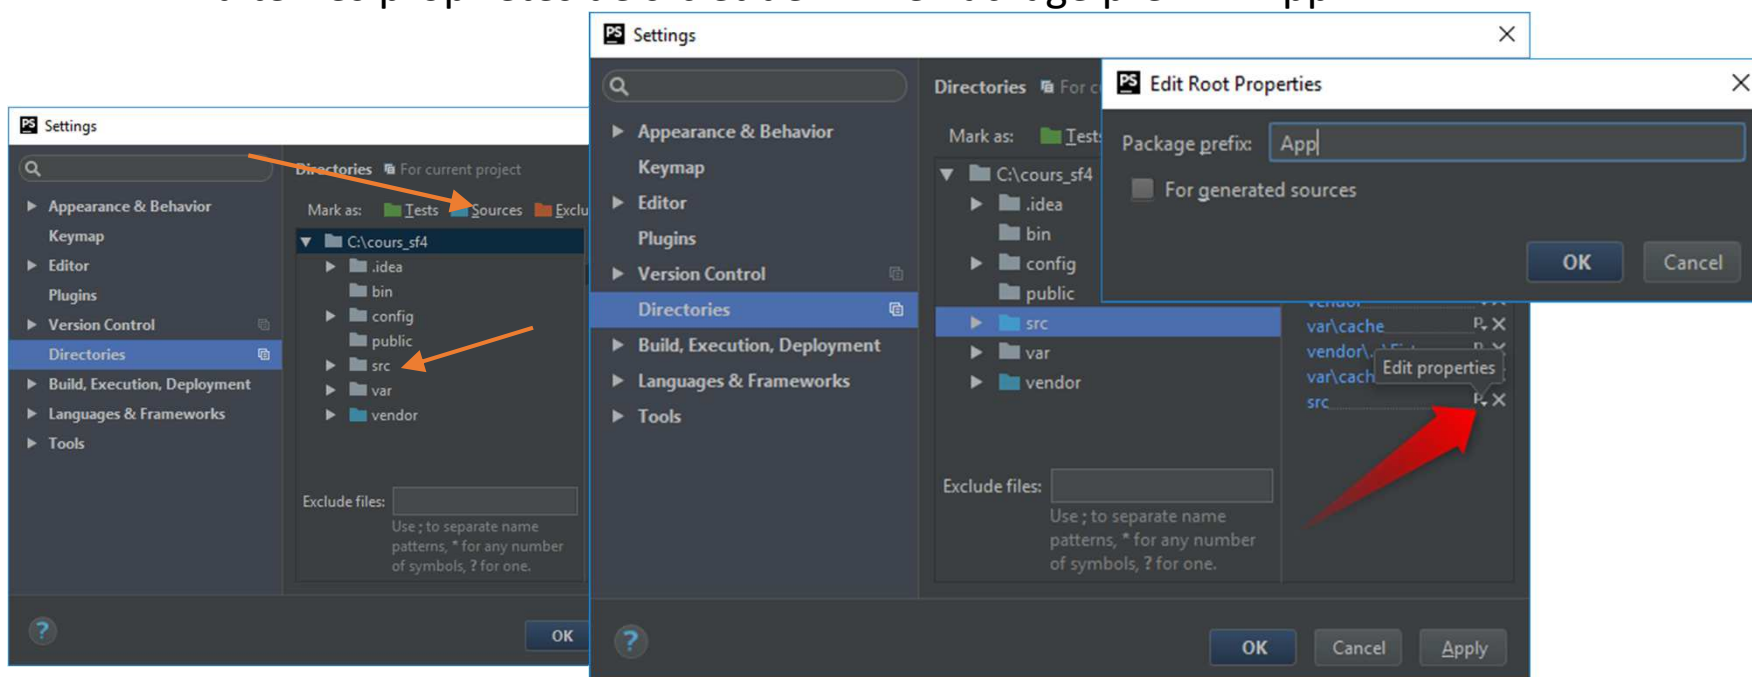 PS Settings
Appearance & Behavior
Keymap
Editor
Plugins
Version Control
Directories
Build, Execution, Deployment
Languages & Frameworks
Tools
Directories For current project
Mark as: Tests Sources
C:\cours_sf4
.idea
bin
config
public
src
var
vendor
Exclude files:
Use ; to separate name
patterns, * for any number
of symbols, ? for one.
?
OK
PS Settings
Appearance & Behavior
Keymap
Editor
Plugins
Version Control
Directories
Build, Execution, Deployment
Languages & Frameworks
Tools
Directories For
Mark as: Tests
C:\cours_sf4
.idea
bin
config
public
src
var
vendor
Exclude files:
Use ; to separate name
patterns, * for any number
of symbols, ? for one.
var\cache
Edit properties
src
?
OK Cancel Apply
PS Edit Root Properties
Package prefix: App
For generated sources
OK Cancel